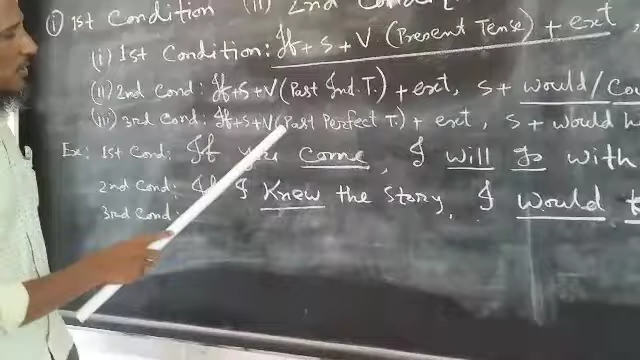 (i) 1st Condition (ii) 2nd
(i) 1st Condition: If + S + V (Present Tense) + ext,
(ii) 2nd Cond: If+S+V (Past Ind. T.) + ext, S + would/
(iii) 3rd Cond: If+S+V (Past Perfect T.) + ext, S + would
Ex: 1st Cond: If you come, I will go with
2nd Cond: If I Knew the Story, I would
3rd Cond: